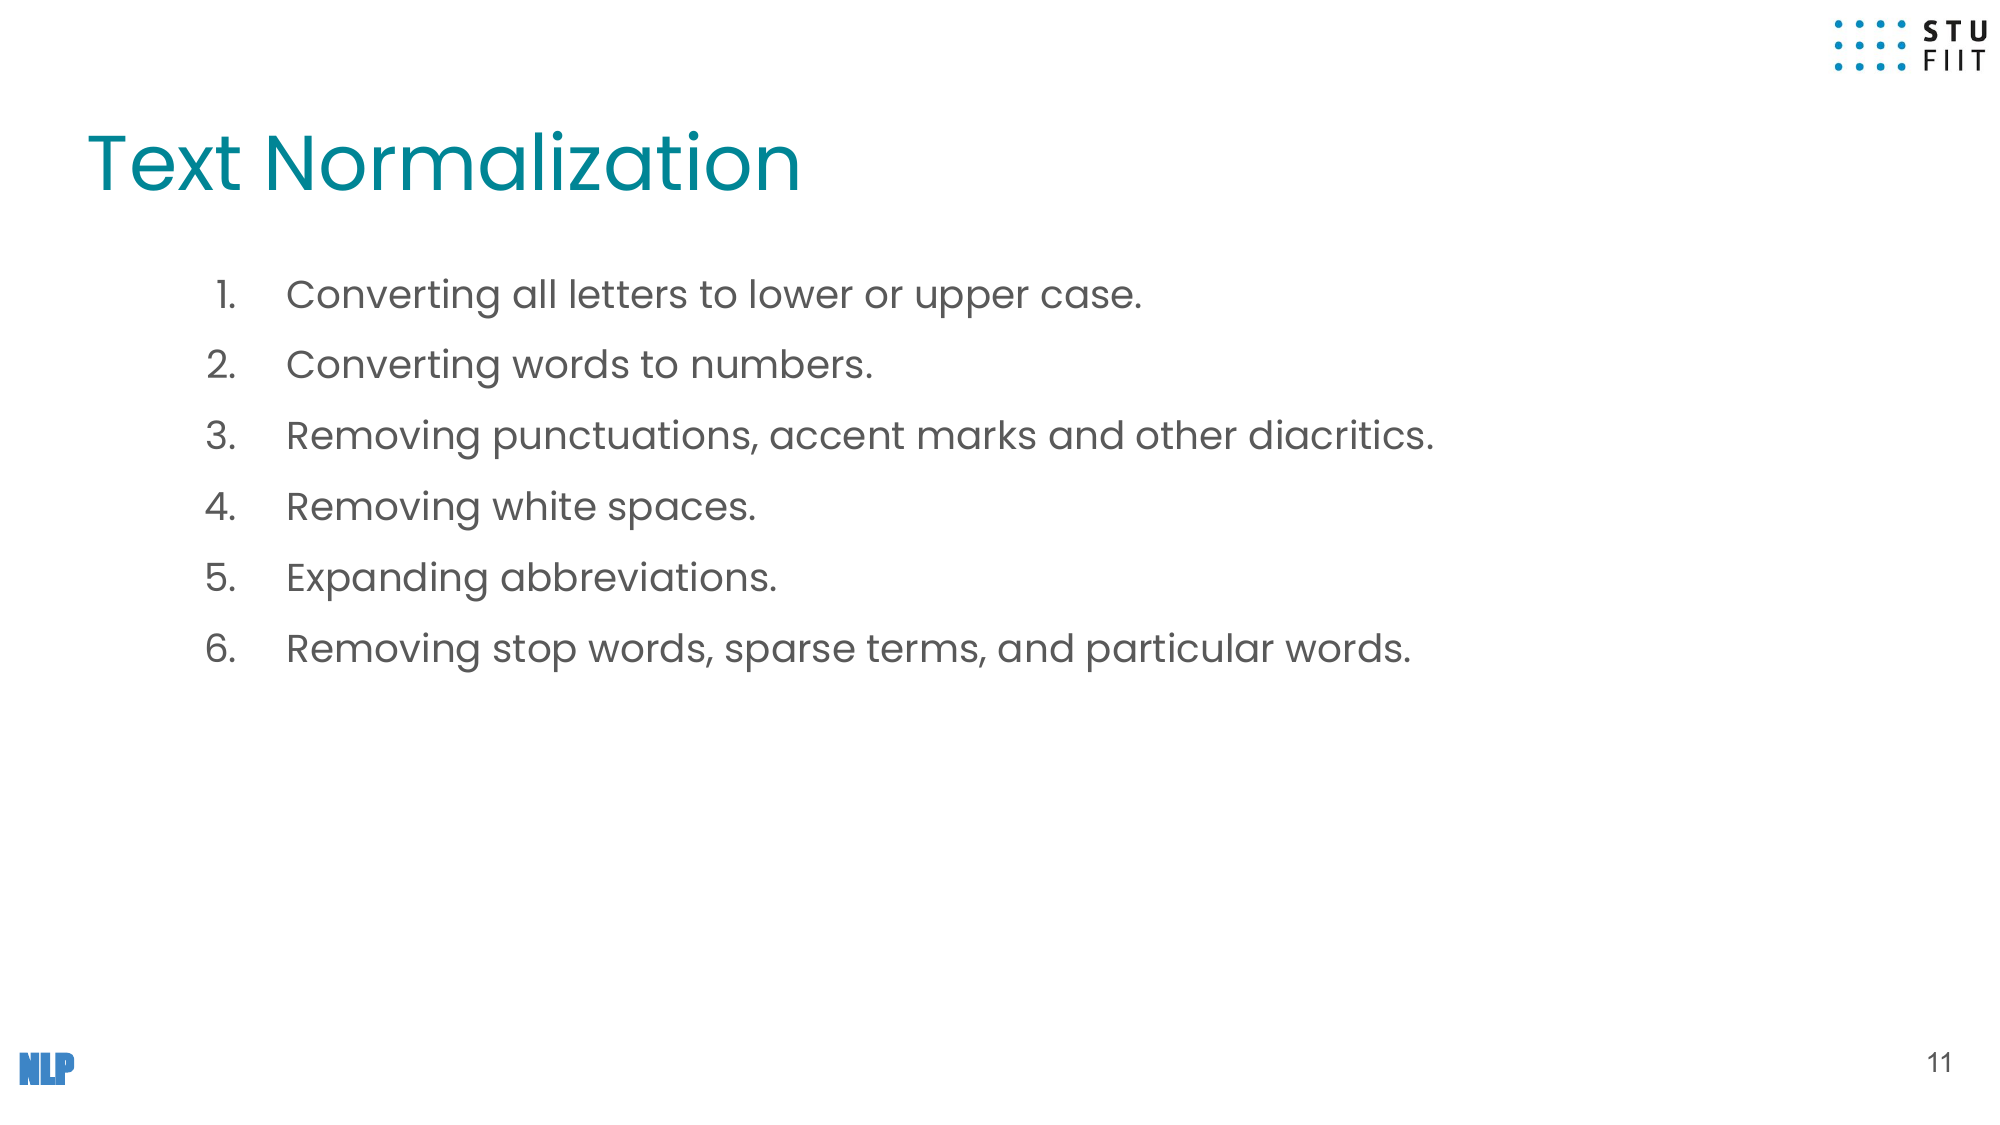 STU
FIIT
Text Normalization
1. Converting all letters to lower or upper case.
2. Converting words to numbers.
3. Removing punctuations, accent marks and other diacritics.
4. Removing white spaces.
5. Expanding abbreviations.
6. Removing stop words, sparse terms, and particular words.
NLP
11